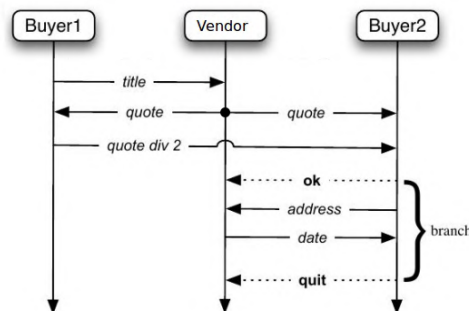 Buyer1 Vendor Buyer2
title
quote quote
quote div 2
ok
address
branch
date
quit